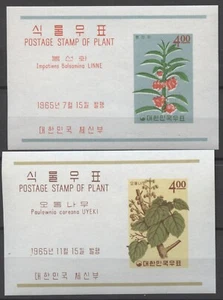 식물우표
POSTAGE STAMP OF PLANT
봉선화
Impatiens Balsamina LINNE
1965년 7월 15일 발행
대한민국 체신부
4.00
대한민국우표
식물우표
POSTAGE STAMP OF PLANT
오동나무
Paulownia coreana UYEKI
1965년 11월 15일 발행
대한민국 체신부
4.00
대한민국우표